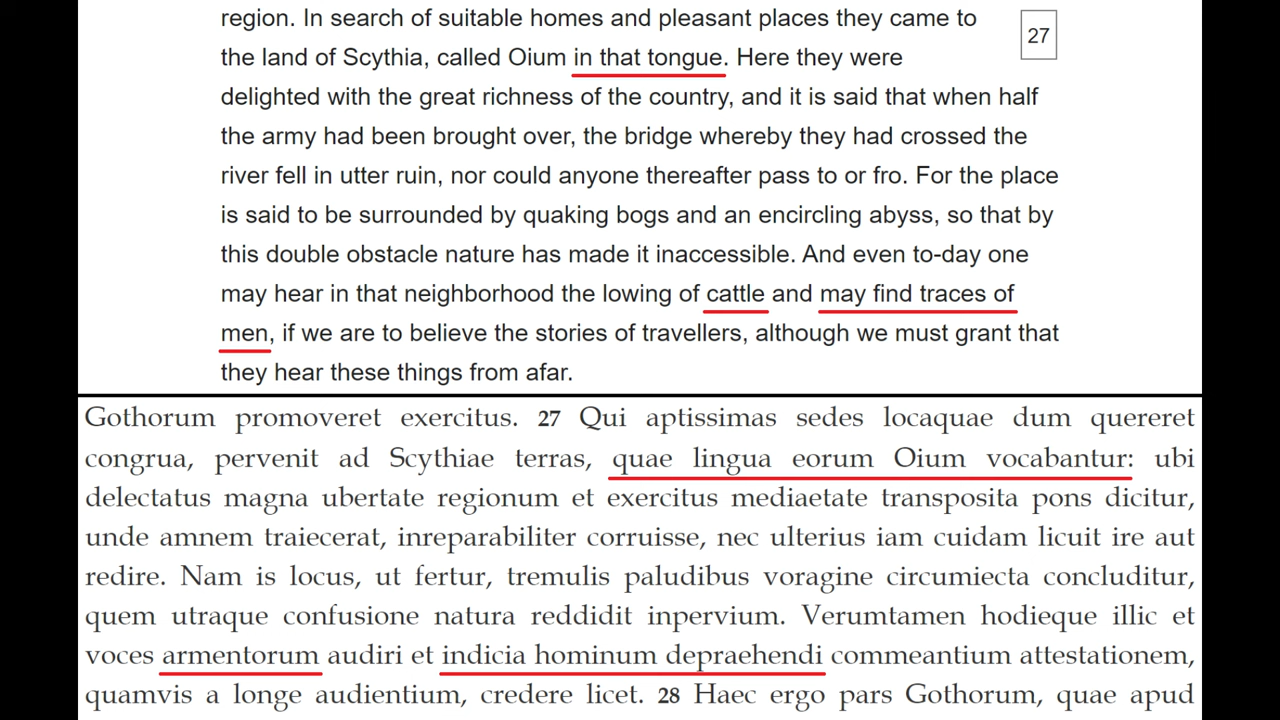 region. In search of suitable homes and pleasant places they came to
27
the land of Scythia, called Oium in that tongue. Here they were
delighted with the great richness of the country, and it is said that when half
the army had been brought over, the bridge whereby they had crossed the
river fell in utter ruin, nor could anyone thereafter pass to or fro. For the place
is said to be surrounded by quaking bogs and an encircling abyss, so that by
this double obstacle nature has made it inaccessible. And even to-day one
may hear in that neighborhood the lowing of cattle and may find traces of
men, if we are to believe the stories of travellers, although we must grant that
they hear these things from afar.
Gothorum promoveret exercitus. 27 Qui aptissimas sedes locaquae dum quereret
congrua, pervenit ad Scythiae terras, quae lingua eorum Oium vocabantur: ubi
delectatus magna ubertate regionum et exercitus mediaetate transposita pons dicitur,
unde amnem traiecerat, inreparabiliter corruisse, nec ulterius iam cuidam licuit ire aut
redire. Nam is locus, ut fertur, tremulis paludibus voragine circumiecta concluditur,
quem utraque confusione natura reddidit inpervium. Verumtamen hodieque illic et
voces armentorum audiri et indicia hominum depraehendi commeantium attestationem,
quamvis a longe audientium, credere licet. 28 Haec ergo pars Gothorum, quae apud